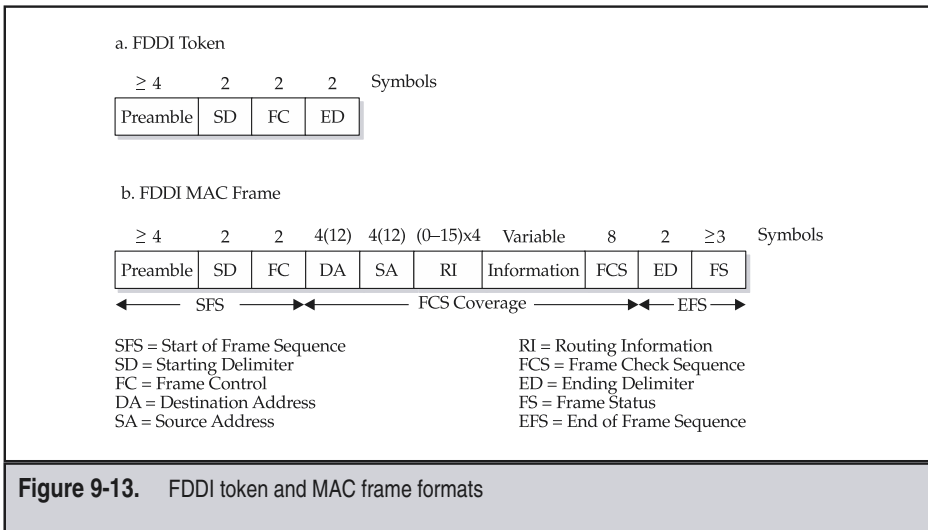 a. FDDI Token
≥ 4 2 2 2 Symbols
Preamble SD FC ED
b. FDDI MAC Frame
≥ 4 2 2 4(12) 4(12) (0–15)x4 Variable 8 2 ≥3 Symbols
Preamble SD FC DA SA RI Information FCS ED FS
SFS FCS Coverage EFS
SFS = Start of Frame Sequence
SD = Starting Delimiter
FC = Frame Control
DA = Destination Address
SA = Source Address
RI = Routing Information
FCS = Frame Check Sequence
ED = Ending Delimiter
FS = Frame Status
EFS = End of Frame Sequence
Figure 9-13. FDDI token and MAC frame formats